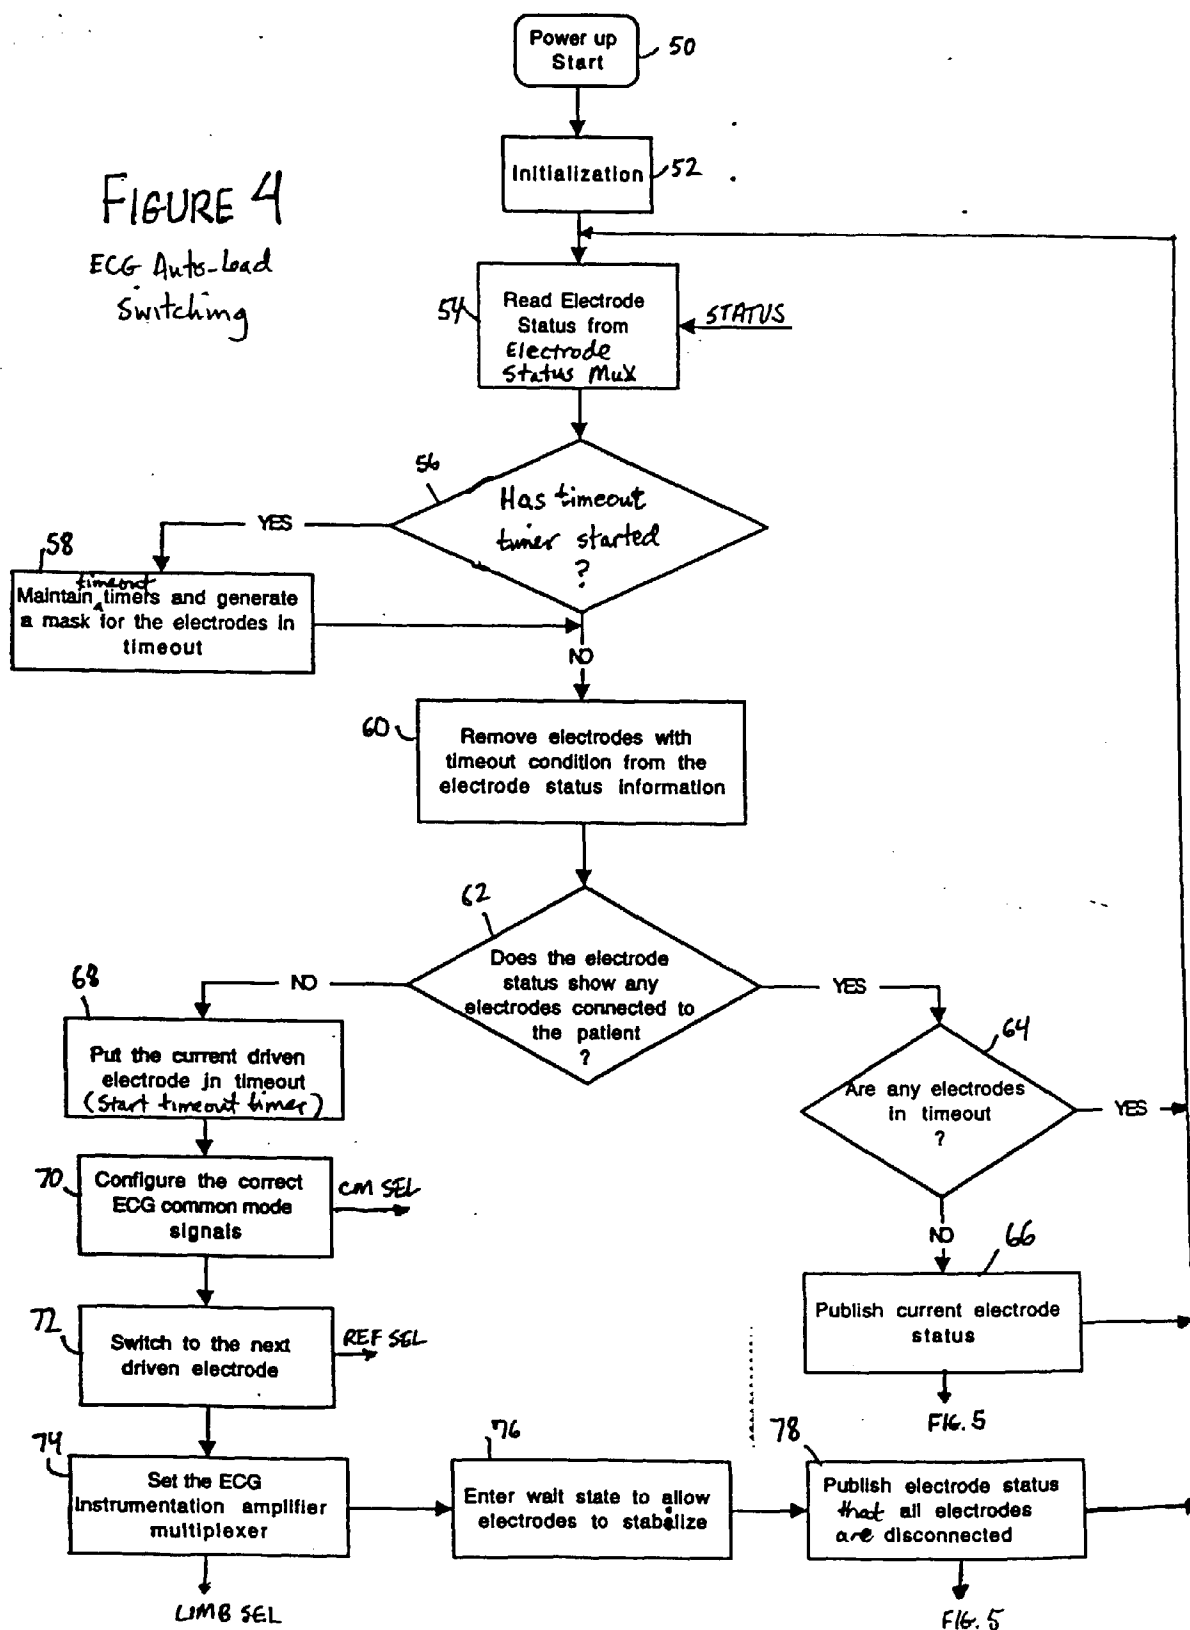 Power up
Start
50
Initialization
52
FIGURE 4
ECG Auto-Lead
Switching
54
Read Electrode
Status from
Electrode
Status MUX
STATUS
56
Has timeout
timer started
?
YES
58
timeout
Maintain timers and generate
a mask for the electrodes in
timeout
NO
60
Remove electrodes with
timeout condition from the
electrode status information
62
Does the electrode
status show any
electrodes connected to
the patient
?
NO
YES
68
Put the current driven
electrode in timeout
(Start timeout timer)
64
Are any electrodes
in timeout
?
YES
70
Configure the correct
ECG common mode
signals
CM SEL
NO
66
Publish current electrode
status
FIG. 5
72
Switch to the next
driven electrode
REF SEL
74
Set the ECG
Instrumentation amplifier
multiplexer
LIMB SEL
76
Enter wait state to allow
electrodes to stabalize
78
Publish electrode status
that all electrodes
are disconnected
FIG. 5